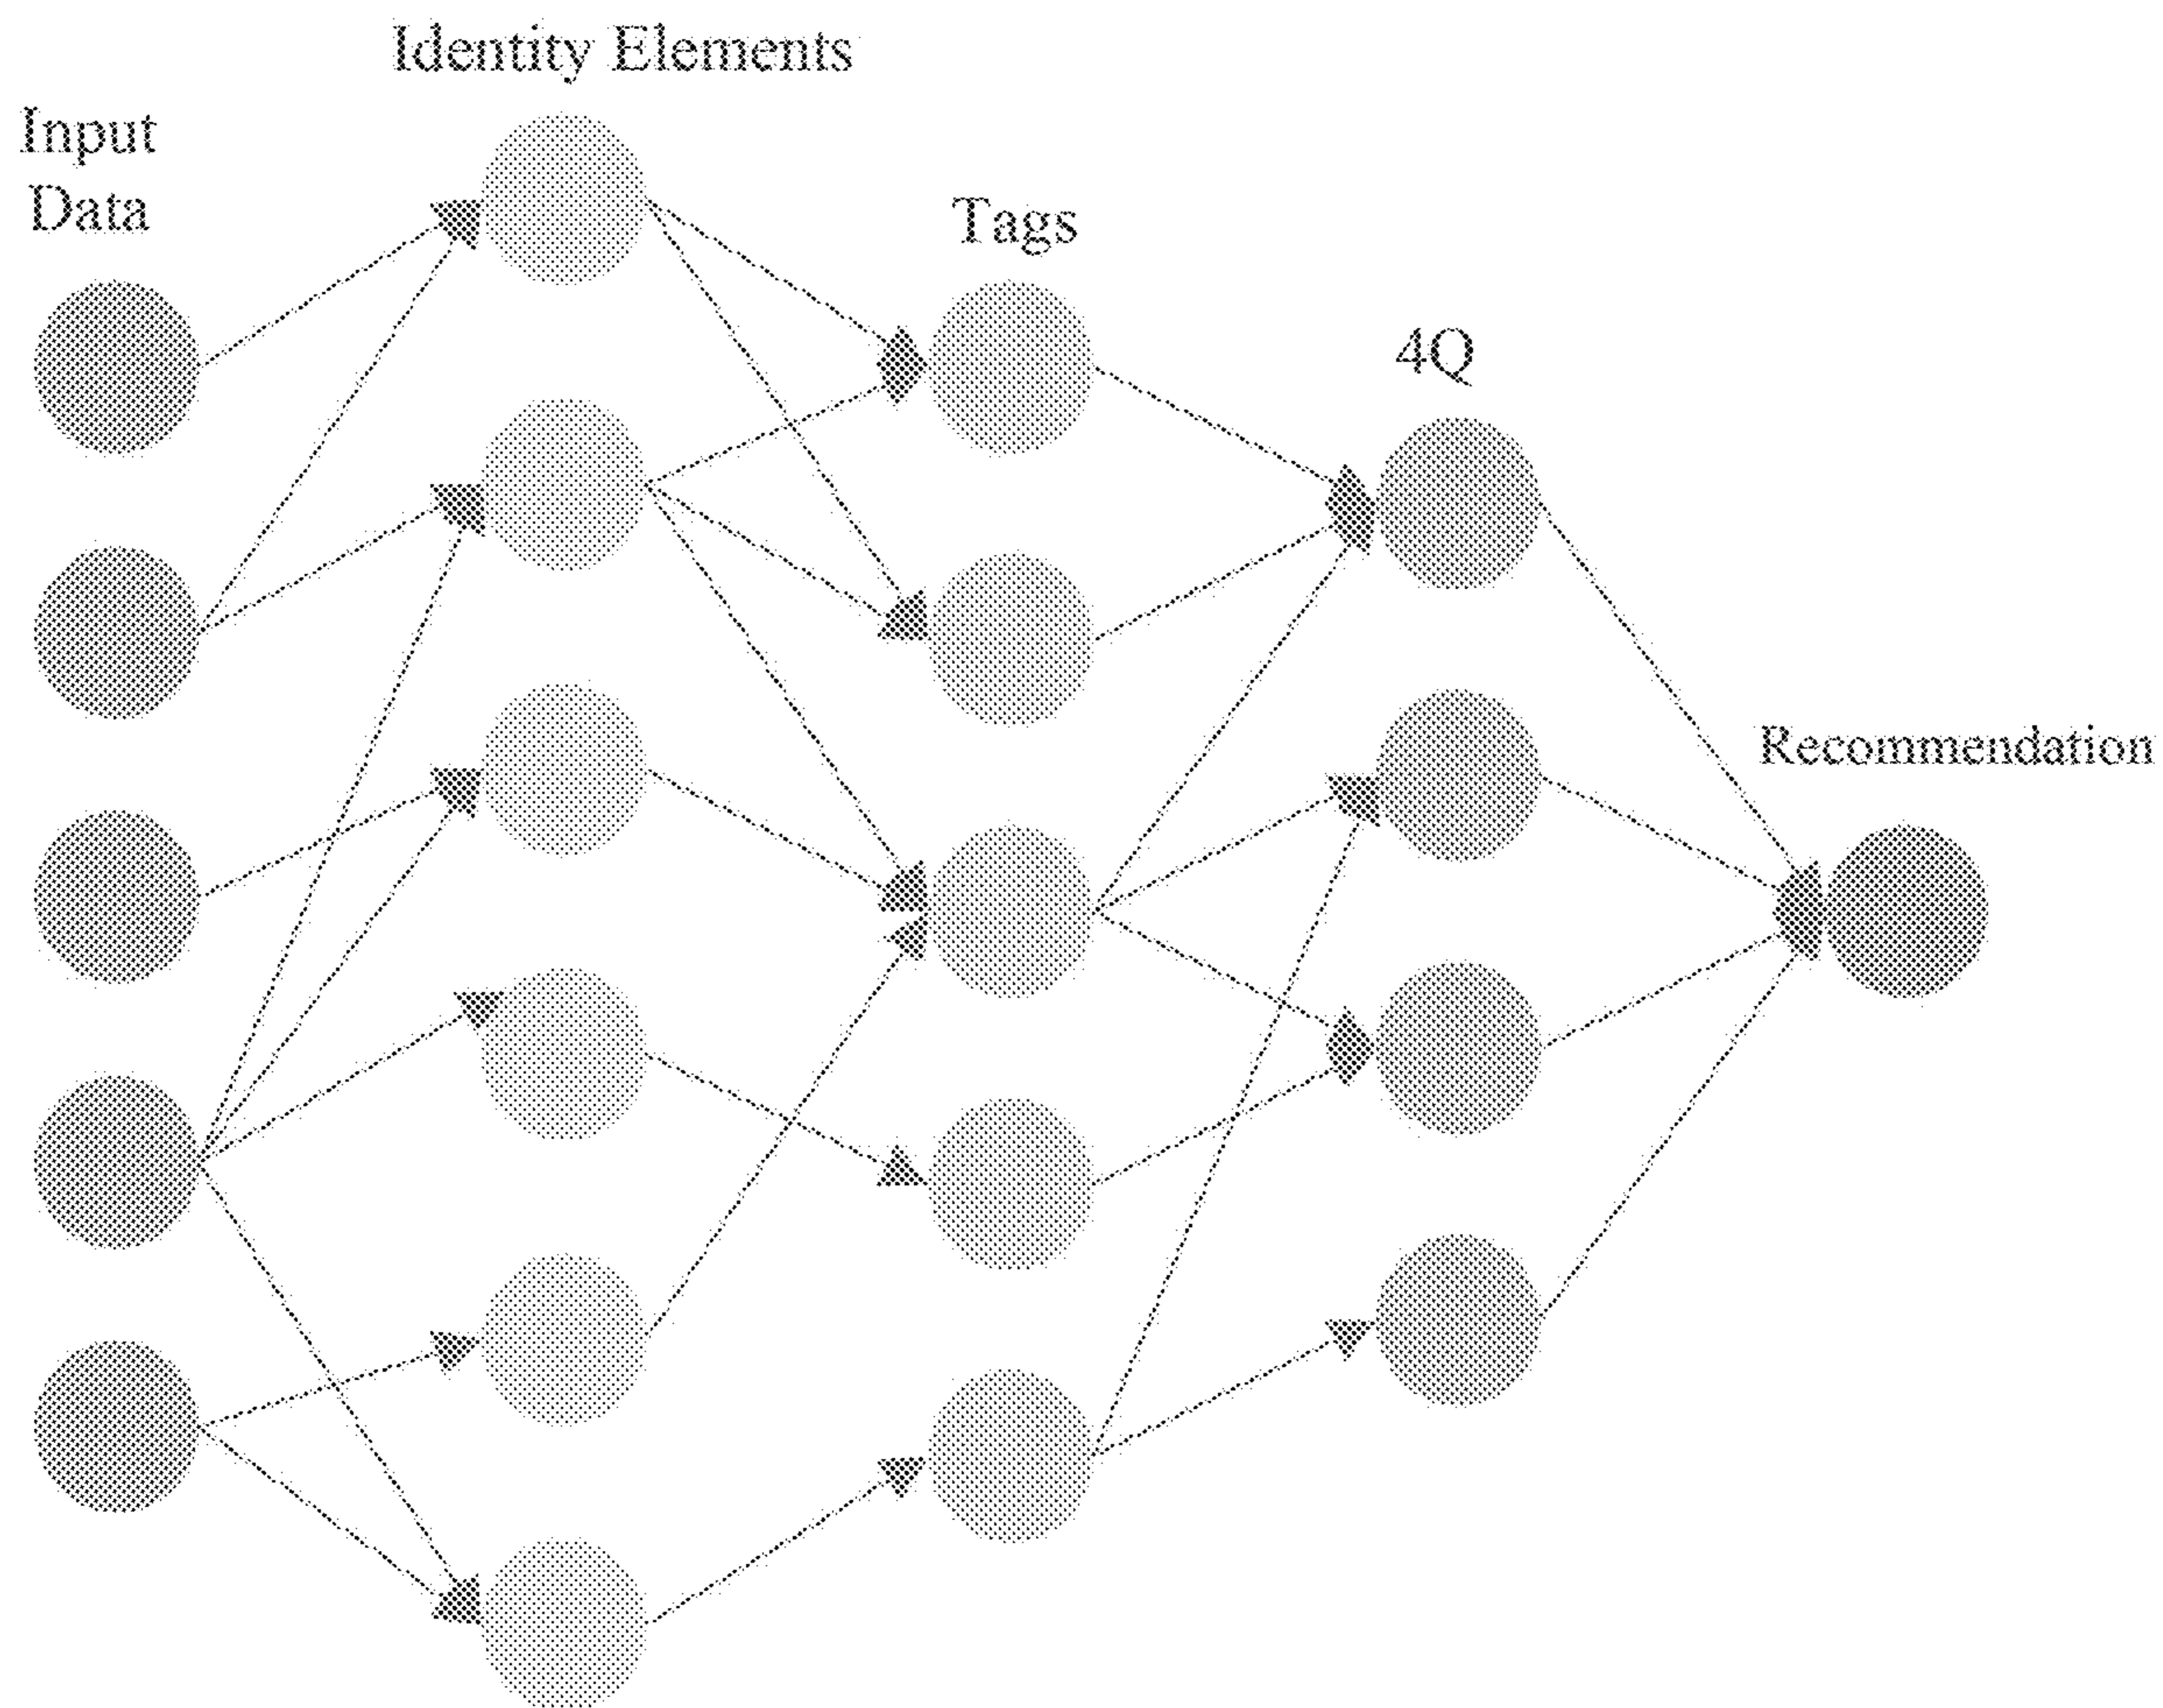 Identity Elements
Input
Data
Tags
4Q
Recommendation